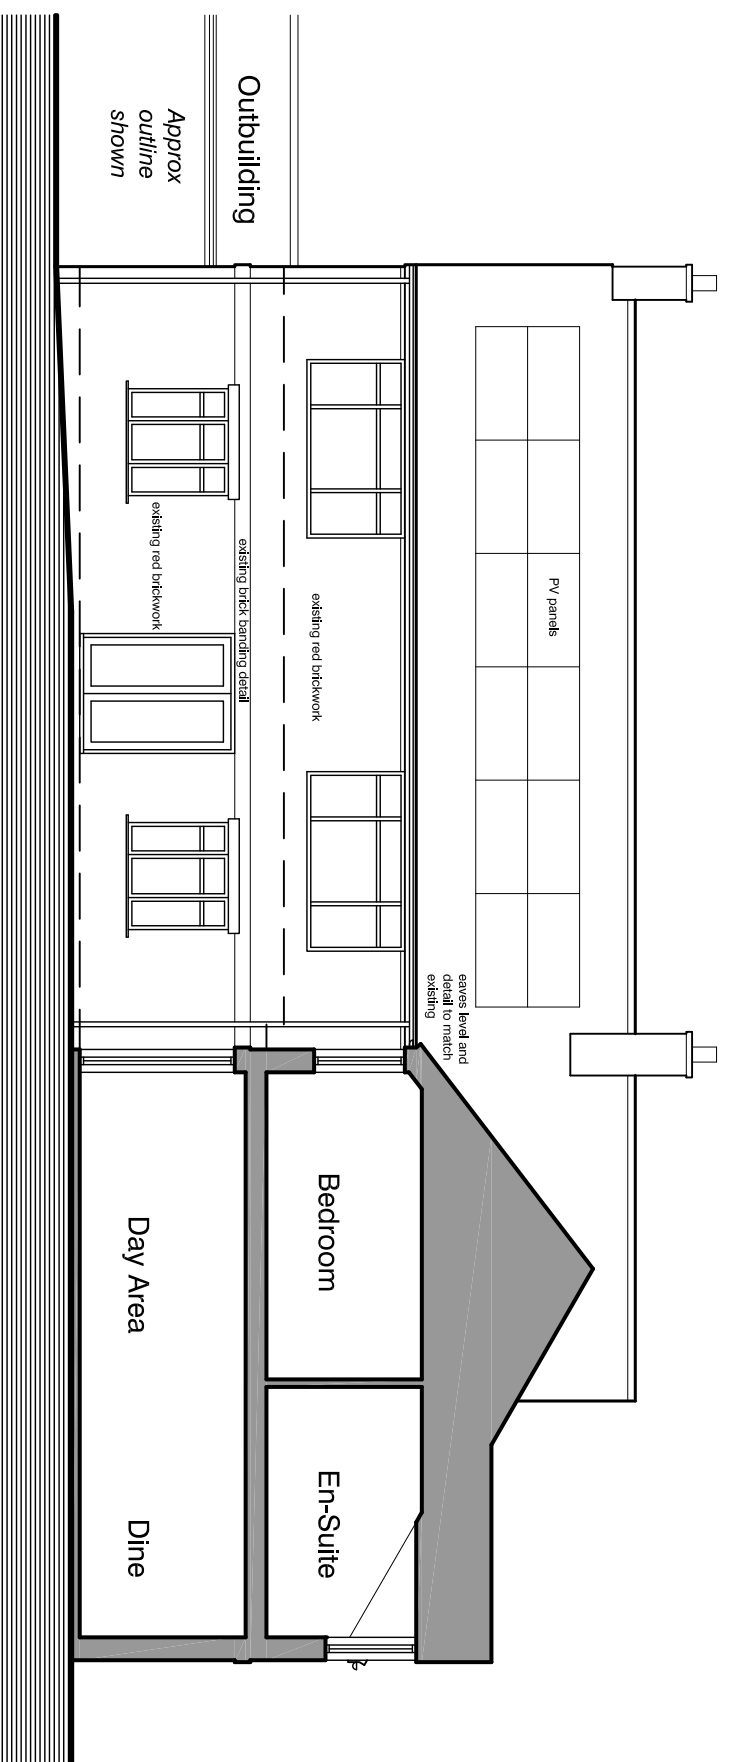 PV panels
eaves level and
detail to match
existing
existing red brickwork
Bedroom
En-Suite
Outbuilding
existing brick banding detail
Approx
outline
shown
existing red brickwork
Day Area
Dine